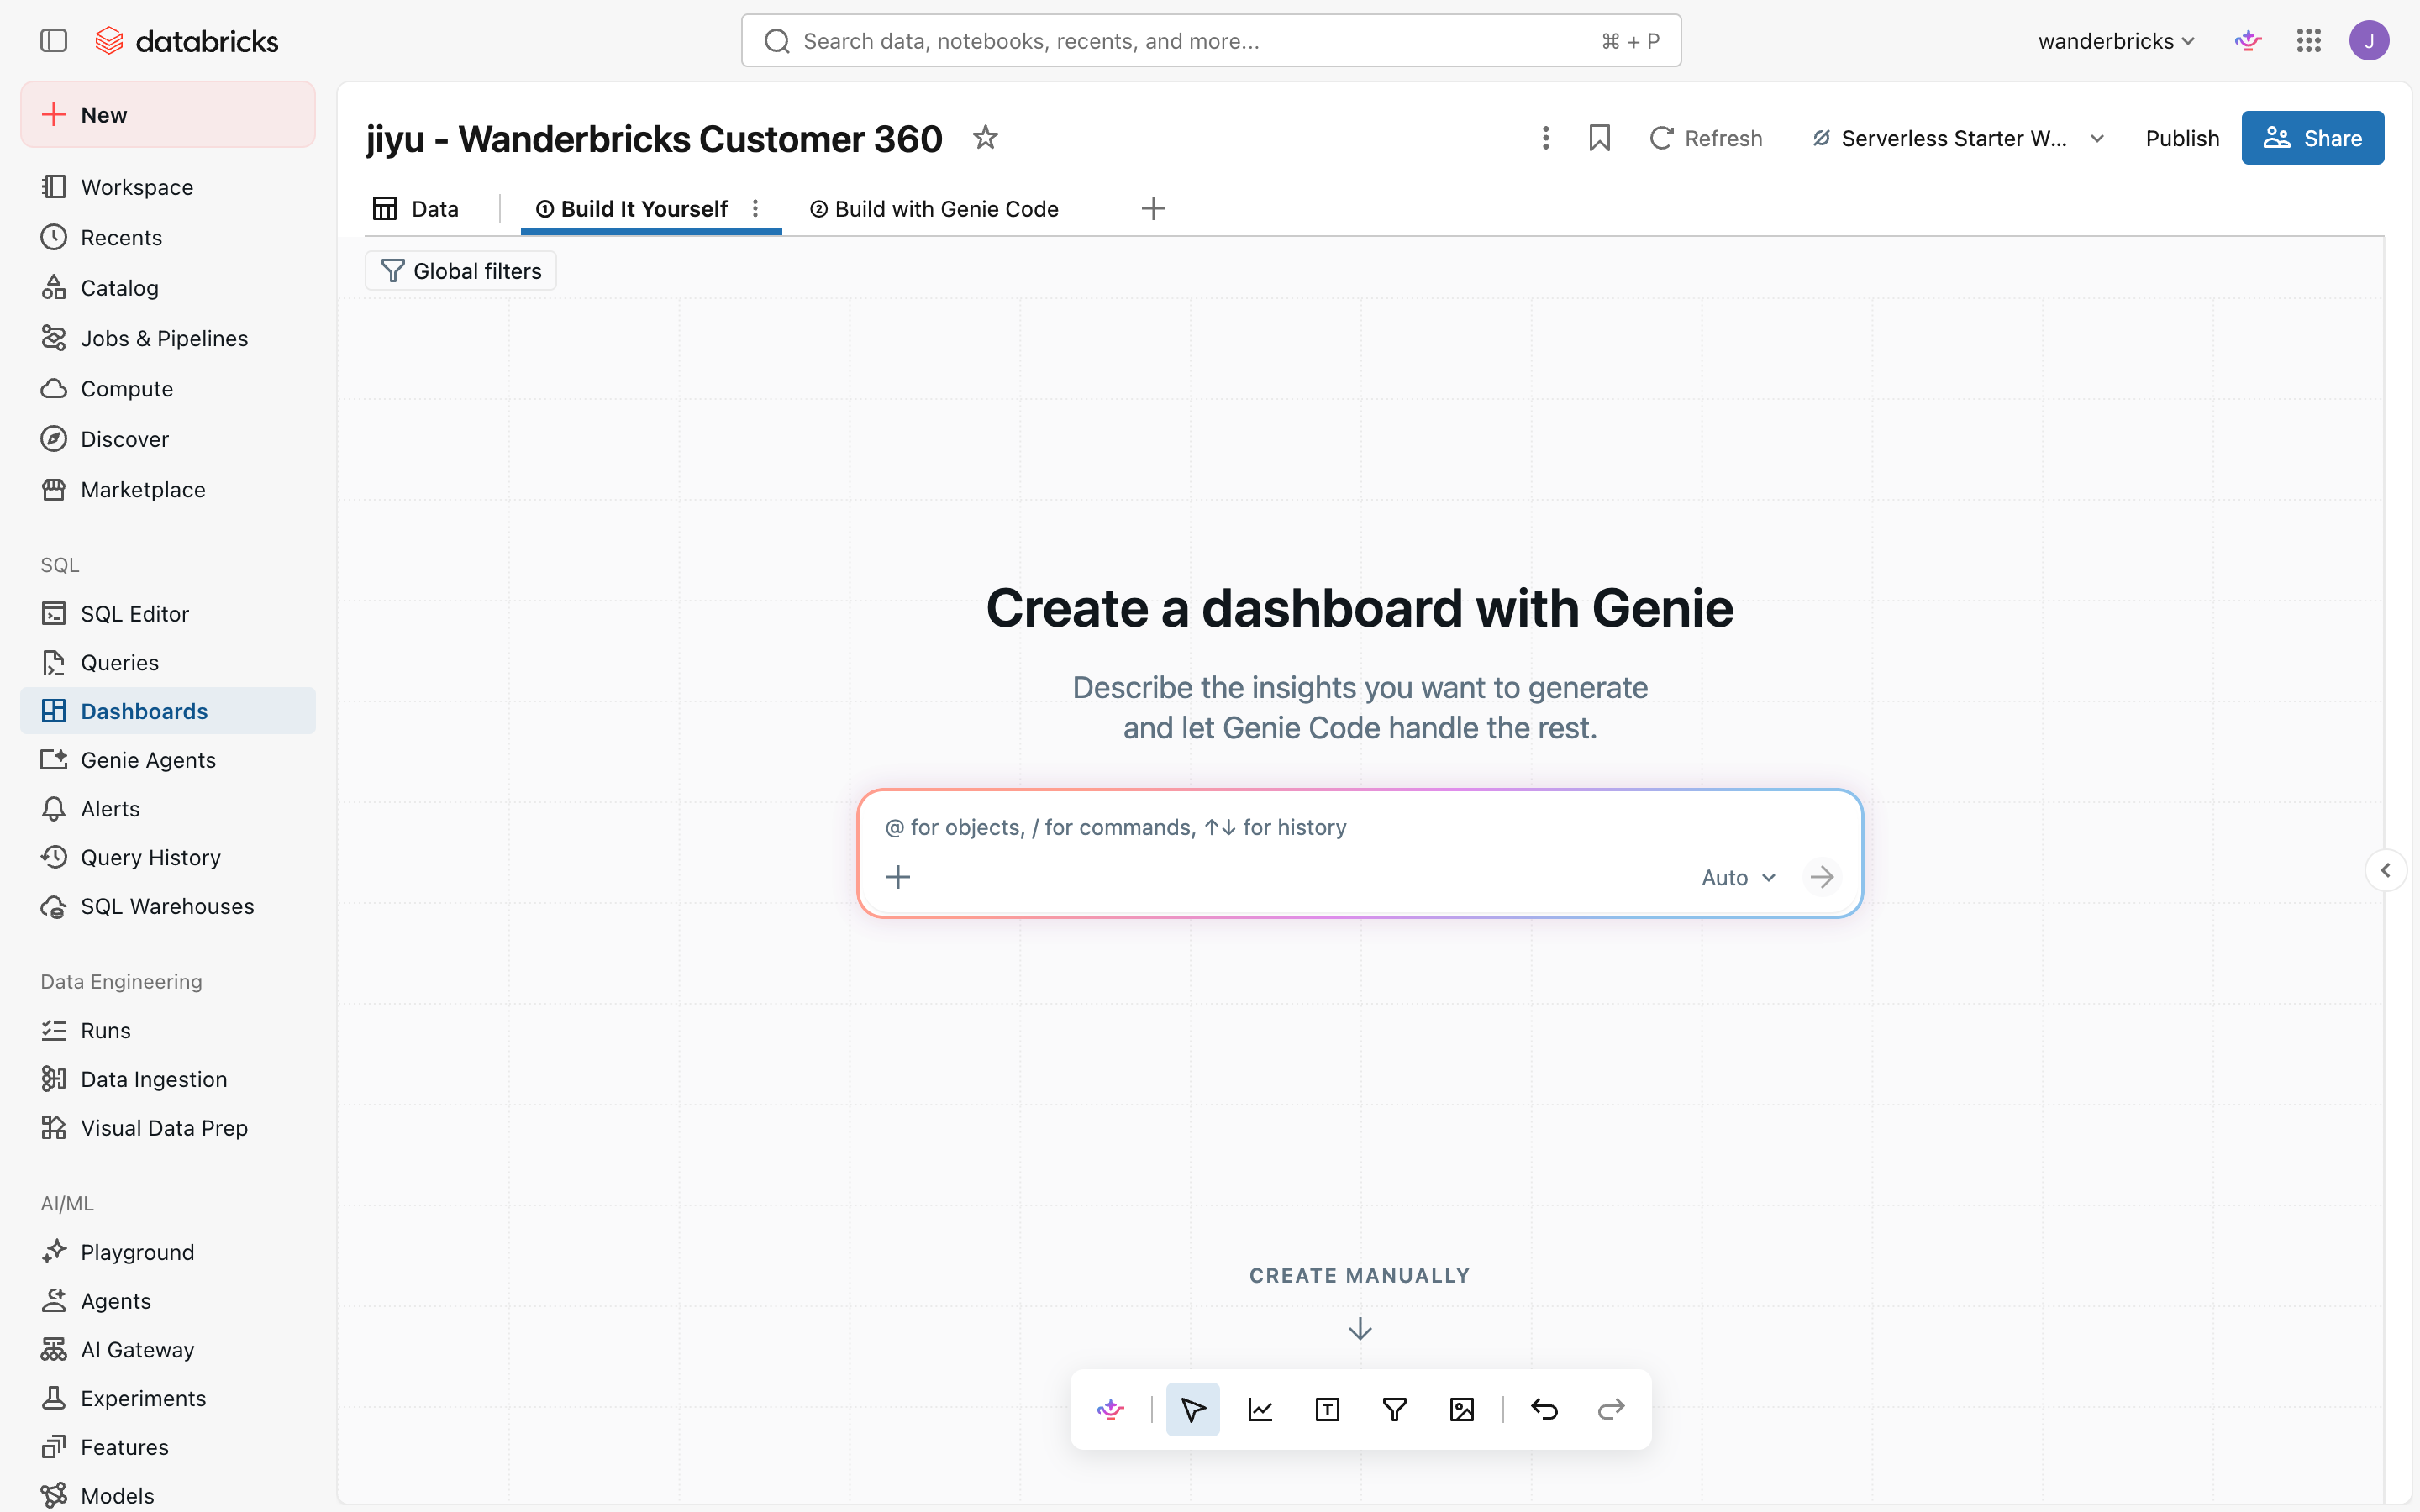 databricks
Search data, notebooks, recents, and more...
⌘ + P
wanderbricks
J
New
Workspace
Recents
Catalog
Jobs & Pipelines
Compute
Discover
Marketplace
SQL
SQL Editor
Queries
Dashboards
Genie Agents
Alerts
Query History
SQL Warehouses
Data Engineering
Runs
Data Ingestion
Visual Data Prep
AI/ML
Playground
Agents
AI Gateway
Experiments
Features
Models
jiyu - Wanderbricks Customer 360
Refresh
Serverless Starter W...
Publish
Share
Data
① Build It Yourself
② Build with Genie Code
Global filters
Create a dashboard with Genie
Describe the insights you want to generate
and let Genie Code handle the rest.
@ for objects, / for commands, ↑↓ for history
Auto
CREATE MANUALLY